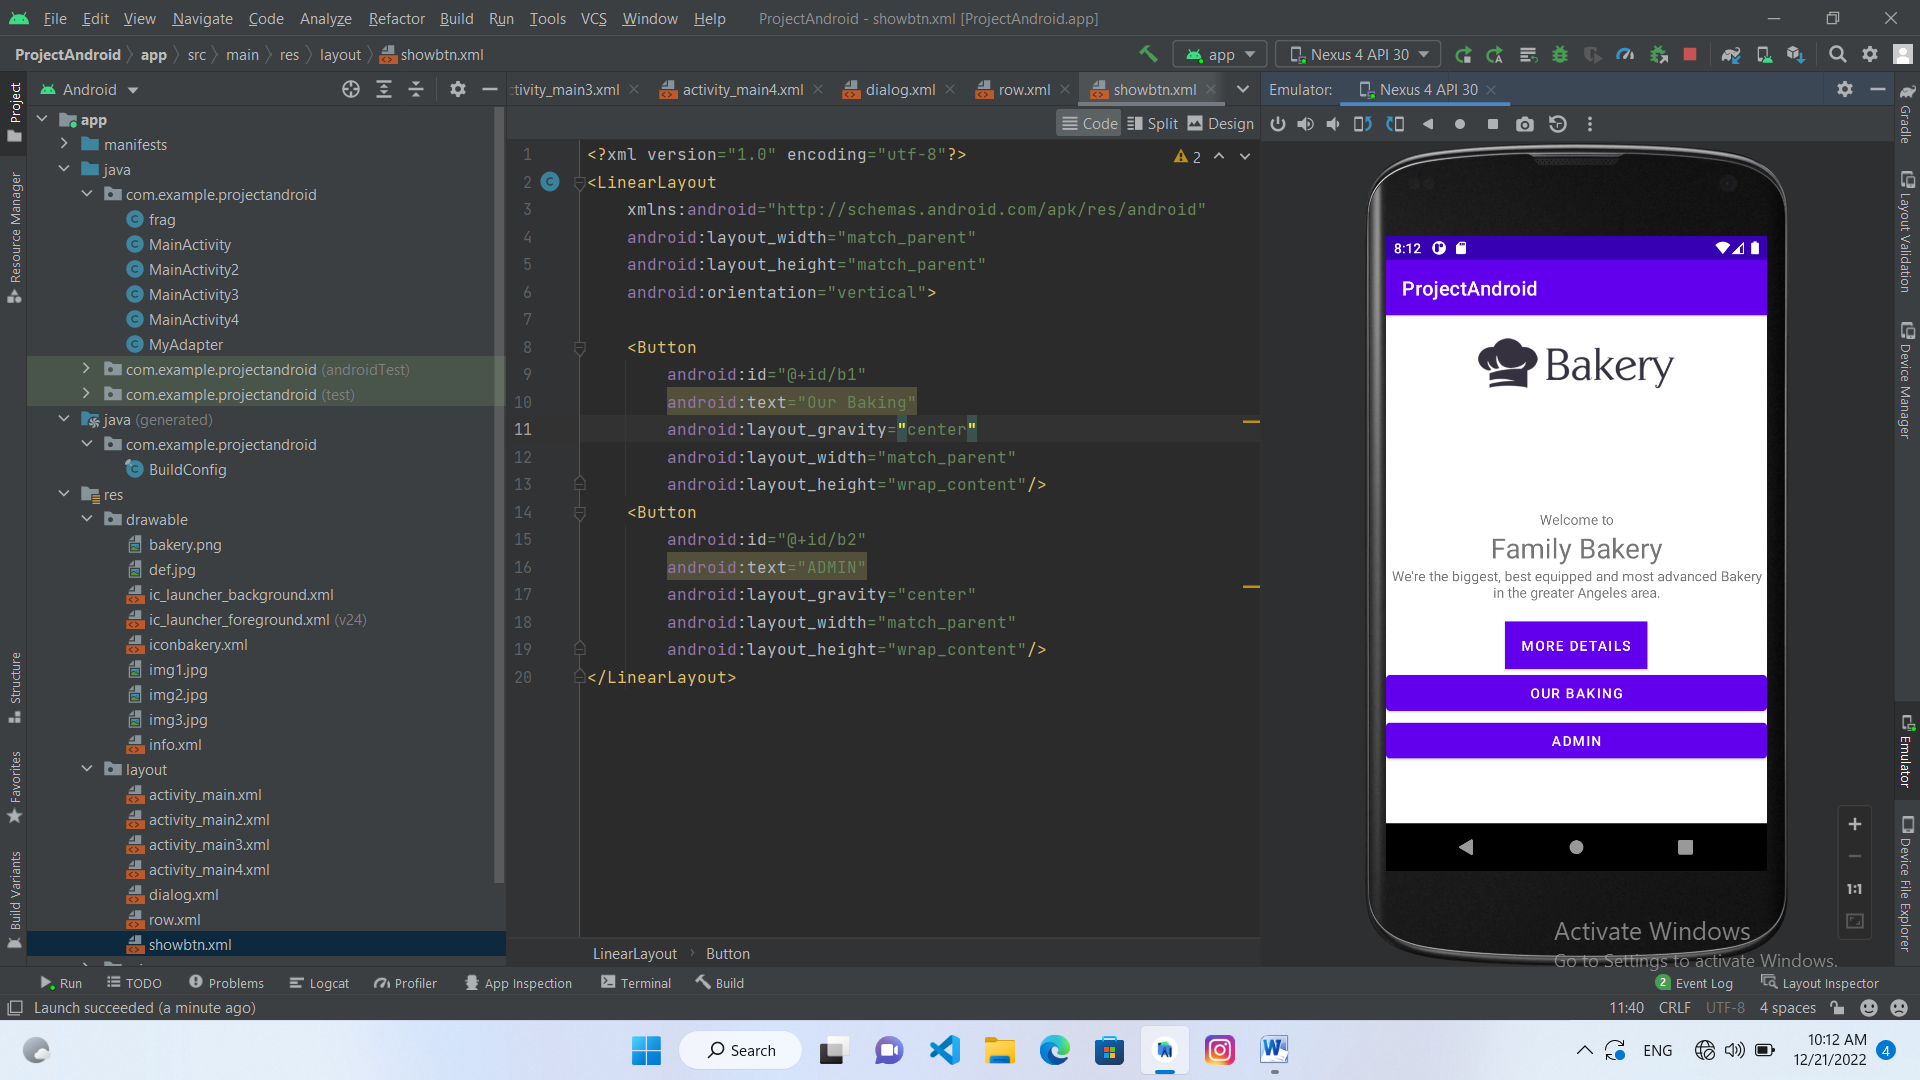 File Edit View Navigate Code Analyze Refactor Build Run Tools VCS Window Help ProjectAndroid - showbtn.xml [ProjectAndroid.app]
ProjectAndroid app src main res layout showbtn.xml app Nexus 4 API 30
Android
ctivity_main3.xml activity_main4.xml dialog.xml row.xml showbtn.xml
Emulator: Nexus 4 API 30
Code Split Design
Project
Resource Manager
Structure
Favorites
Build Variants
app
manifests
java
com.example.projectandroid
frag
MainActivity
MainActivity2
MainActivity3
MainActivity4
MyAdapter
com.example.projectandroid (androidTest)
com.example.projectandroid (test)
java (generated)
com.example.projectandroid
BuildConfig
res
drawable
bakery.png
def.jpg
ic_launcher_background.xml
ic_launcher_foreground.xml (v24)
iconbakery.xml
img1.jpg
img2.jpg
img3.jpg
info.xml
layout
activity_main.xml
activity_main2.xml
activity_main3.xml
activity_main4.xml
dialog.xml
row.xml
showbtn.xml
2
1 <?xml version="1.0" encoding="utf-8"?>
2 <LinearLayout
3 xmlns:android="http://schemas.android.com/apk/res/android"
4 android:layout_width="match_parent"
5 android:layout_height="match_parent"
6 android:orientation="vertical">
7
8 <Button
9 android:id="@+id/b1"
10 android:text="Our Baking"
11 android:layout_gravity="center"
12 android:layout_width="match_parent"
13 android:layout_height="wrap_content"/>
14 <Button
15 android:id="@+id/b2"
16 android:text="ADMIN"
17 android:layout_gravity="center"
18 android:layout_width="match_parent"
19 android:layout_height="wrap_content"/>
20 </LinearLayout>
LinearLayout Button
8:12
ProjectAndroid
Bakery
Welcome to
Family Bakery
We're the biggest, best equipped and most advanced Bakery
in the greater Angeles area.
MORE DETAILS
OUR BAKING
ADMIN
1:1
Gradle
Layout Validation
Device Manager
Emulator
Device File Explorer
Activate Windows
Go to Settings to activate Windows.
Run TODO Problems Logcat Profiler App Inspection Terminal Build 2 Event Log Layout Inspector
Launch succeeded (a minute ago) 11:40 CRLF UTF-8 4 spaces
Search
ENG
10:12 AM
12/21/2022
4